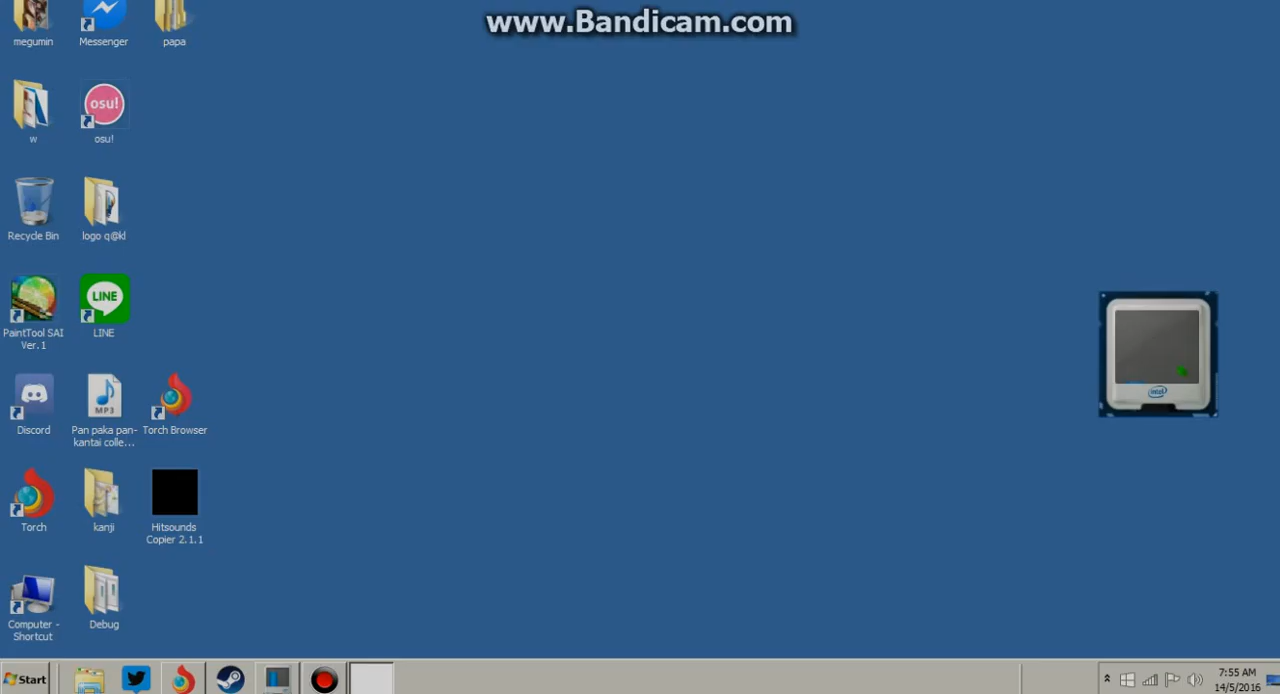 www.Bandicam.com
megumin
Messenger
papa
w
osu!
osu!
Recycle Bin
logo q@kl
PaintTool SAI
Ver.1
LINE
LINE
Discord
MP3
Pan paka pan-
kantai colle...
Torch Browser
Torch
kanji
Hitsounds
Copier 2.1.1
Computer -
Shortcut
Debug
intel
Start
7:55 AM
14/5/2016